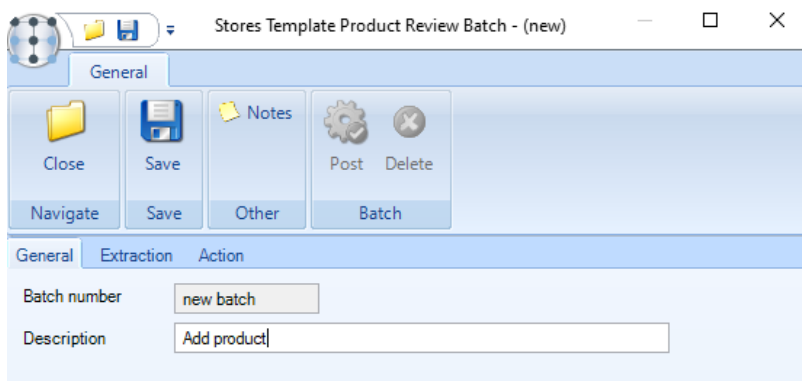 Stores Template Product Review Batch - (new)
General
Notes
Close Save Post Delete
Navigate Save Other Batch
General Extraction Action
Batch number new batch
Description Add product